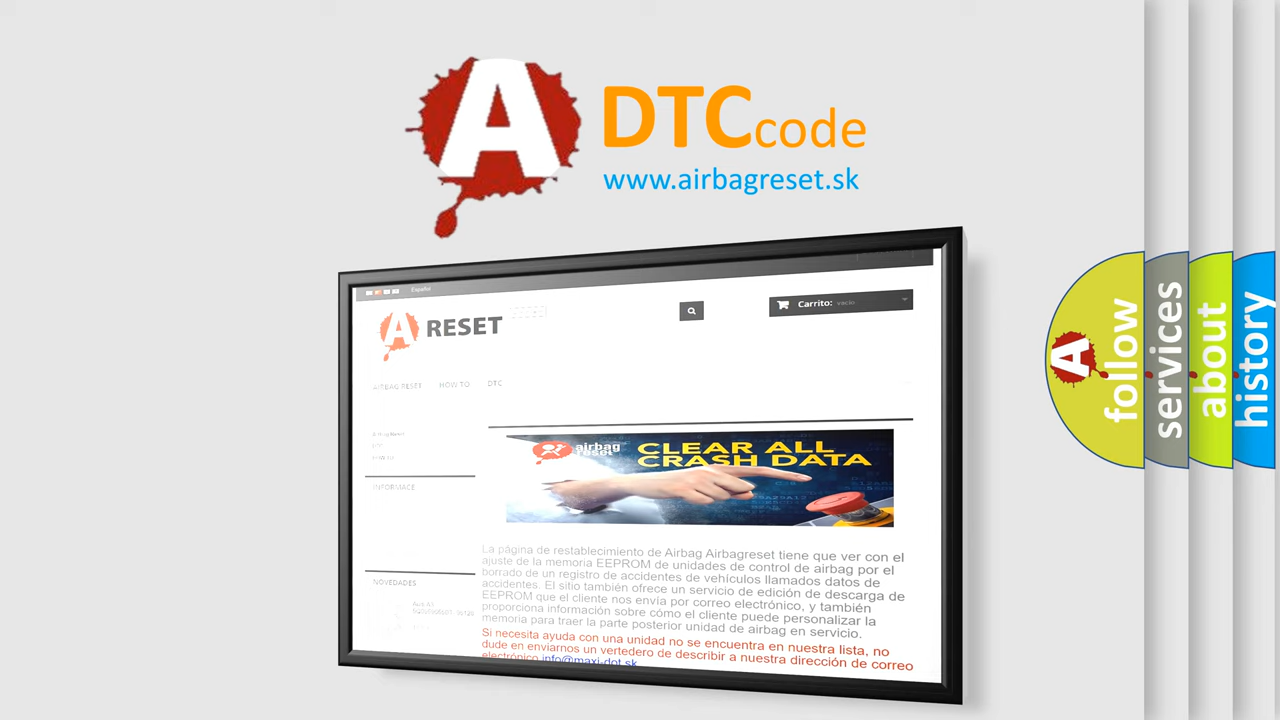 A
DTCcode
www.airbagreset.sk
Español
A RESET
Carrito: vacío
AIRBAG RESET HOW TO DTC
INFORMACE
NOVEDADES
airbag
reset
CLEAR ALL
CRASH DATA
La página de restablecimiento de Airbag Airbagreset tiene que ver con el
ajuste de la memoria EEPROM de unidades de control de airbag por el
borrado de un registro de accidentes de vehículos llamados datos de
accidentes. El sitio también ofrece un servicio de edición de descarga de
EEPROM que el cliente nos envía por correo electrónico, y también
proporciona información sobre cómo el cliente puede personalizar la
memoria para traer la parte posterior unidad de airbag en servicio.
Si necesita ayuda con una unidad no se encuentra en nuestra lista, no
dude en enviarnos un vertedero de describir a nuestra dirección de correo
electrónico info@maxi-dot.sk
A
follow
services
about
history